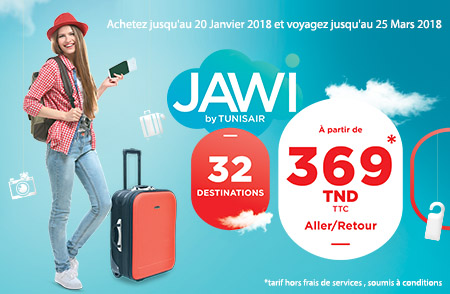 Achetez jusqu'au 20 Janvier 2018 et voyagez jusqu'au 25 Mars 2018
JAWI
by TUNISAIR
32
DESTINATIONS
À partir de
369*
TND
TTC
Aller/Retour
*tarif hors frais de services , soumis à conditions